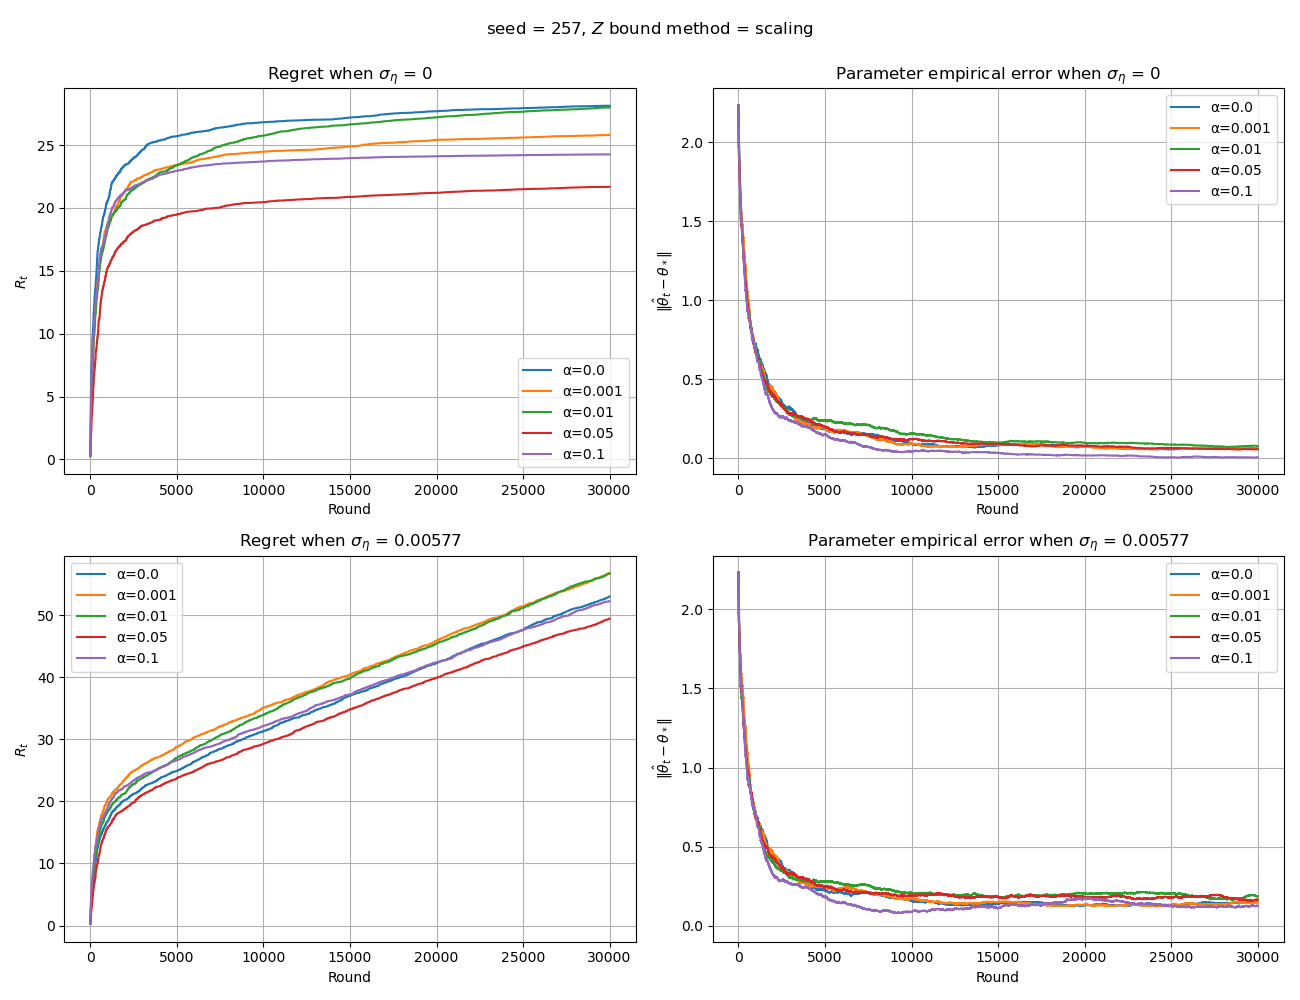 seed = 257, Z bound method = scaling
Regret when σ_η = 0
R_t
25
20
15
10
5
0
α=0.0
α=0.001
α=0.01
α=0.05
α=0.1
0 5000 10000 15000 20000 25000 30000
Round
Parameter empirical error when σ_η = 0
‖θ̂_t − θ_*‖
2.0
1.5
1.0
0.5
0.0
α=0.0
α=0.001
α=0.01
α=0.05
α=0.1
0 5000 10000 15000 20000 25000 30000
Round
Regret when σ_η = 0.00577
R_t
50
40
30
20
10
0
α=0.0
α=0.001
α=0.01
α=0.05
α=0.1
0 5000 10000 15000 20000 25000 30000
Round
Parameter empirical error when σ_η = 0.00577
‖θ̂_t − θ_*‖
2.0
1.5
1.0
0.5
0.0
α=0.0
α=0.001
α=0.01
α=0.05
α=0.1
0 5000 10000 15000 20000 25000 30000
Round